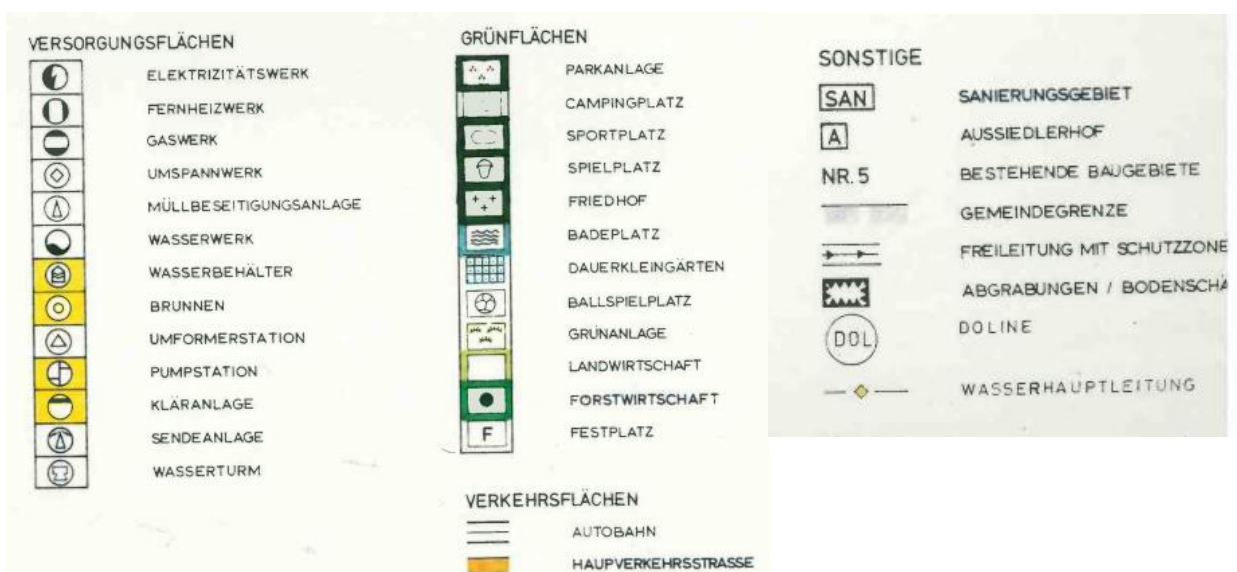 VERSORGUNGSFLÄCHEN
ELEKTRIZITÄTSWERK
FERNHEIZWERK
GASWERK
UMSPANNWERK
MÜLLBESEITIGUNGSANLAGE
WASSERWERK
WASSERBEHÄLTER
BRUNNEN
UMFORMERSTATION
PUMPSTATION
KLÄRANLAGE
SENDEANLAGE
WASSERTURM
GRÜNFLÄCHEN
PARKANLAGE
CAMPINGPLATZ
SPORTPLATZ
SPIELPLATZ
FRIEDHOF
BADEPLATZ
DAUERKLEINGÄRTEN
BALLSPIELPLATZ
GRÜNANLAGE
LANDWIRTSCHAFT
FORSTWIRTSCHAFT
F FESTPLATZ
VERKEHRSFLÄCHEN
AUTOBAHN
HAUPVERKEHRSSTRASSE
SONSTIGE
SAN SANIERUNGSGEBIET
A AUSSIEDLERHOF
NR. 5 BESTEHENDE BAUGEBIETE
GEMEINDEGRENZE
FREILEITUNG MIT SCHUTZZONE
ABGRABUNGEN / BODENSCHÄ
DOL DOLINE
WASSERHAUPTLEITUNG